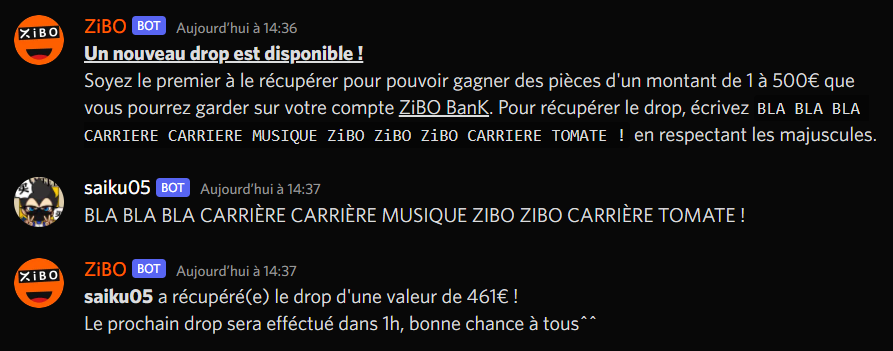 ZiBO
ZiBO BOT Aujourd'hui à 14:36
Un nouveau drop est disponible !
Soyez le premier à le récupérer pour pouvoir gagner des pièces d'un montant de 1 à 500€ que
vous pourrez garder sur votre compte ZiBO BanK. Pour récupérer le drop, écrivez BLA BLA BLA
CARRIERE CARRIERE MUSIQUE ZiBO ZiBO ZiBO CARRIERE TOMATE ! en respectant les majuscules.
saiku05 BOT Aujourd'hui à 14:37
BLA BLA BLA CARRIÈRE CARRIÈRE MUSIQUE ZIBO ZIBO CARRIÈRE TOMATE !
ZiBO
ZiBO BOT Aujourd'hui à 14:37
saiku05 a récupéré(e) le drop d'une valeur de 461€ !
Le prochain drop sera efféctué dans 1h, bonne chance à tous^^